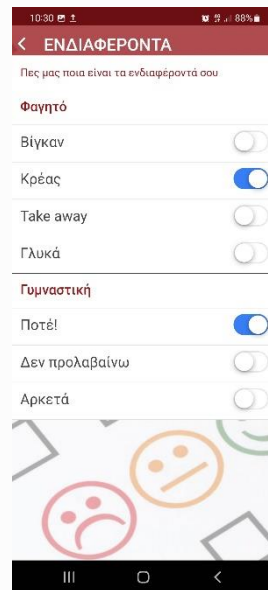 10:30 88%
ΕΝΔΙΑΦΕΡΟΝΤΑ
Πες μας ποια είναι τα ενδιαφέροντά σου
Φαγητό
Βίγκαν
Κρέας
Take away
Γλυκά
Γυμναστική
Ποτέ!
Δεν προλαβαίνω
Αρκετά